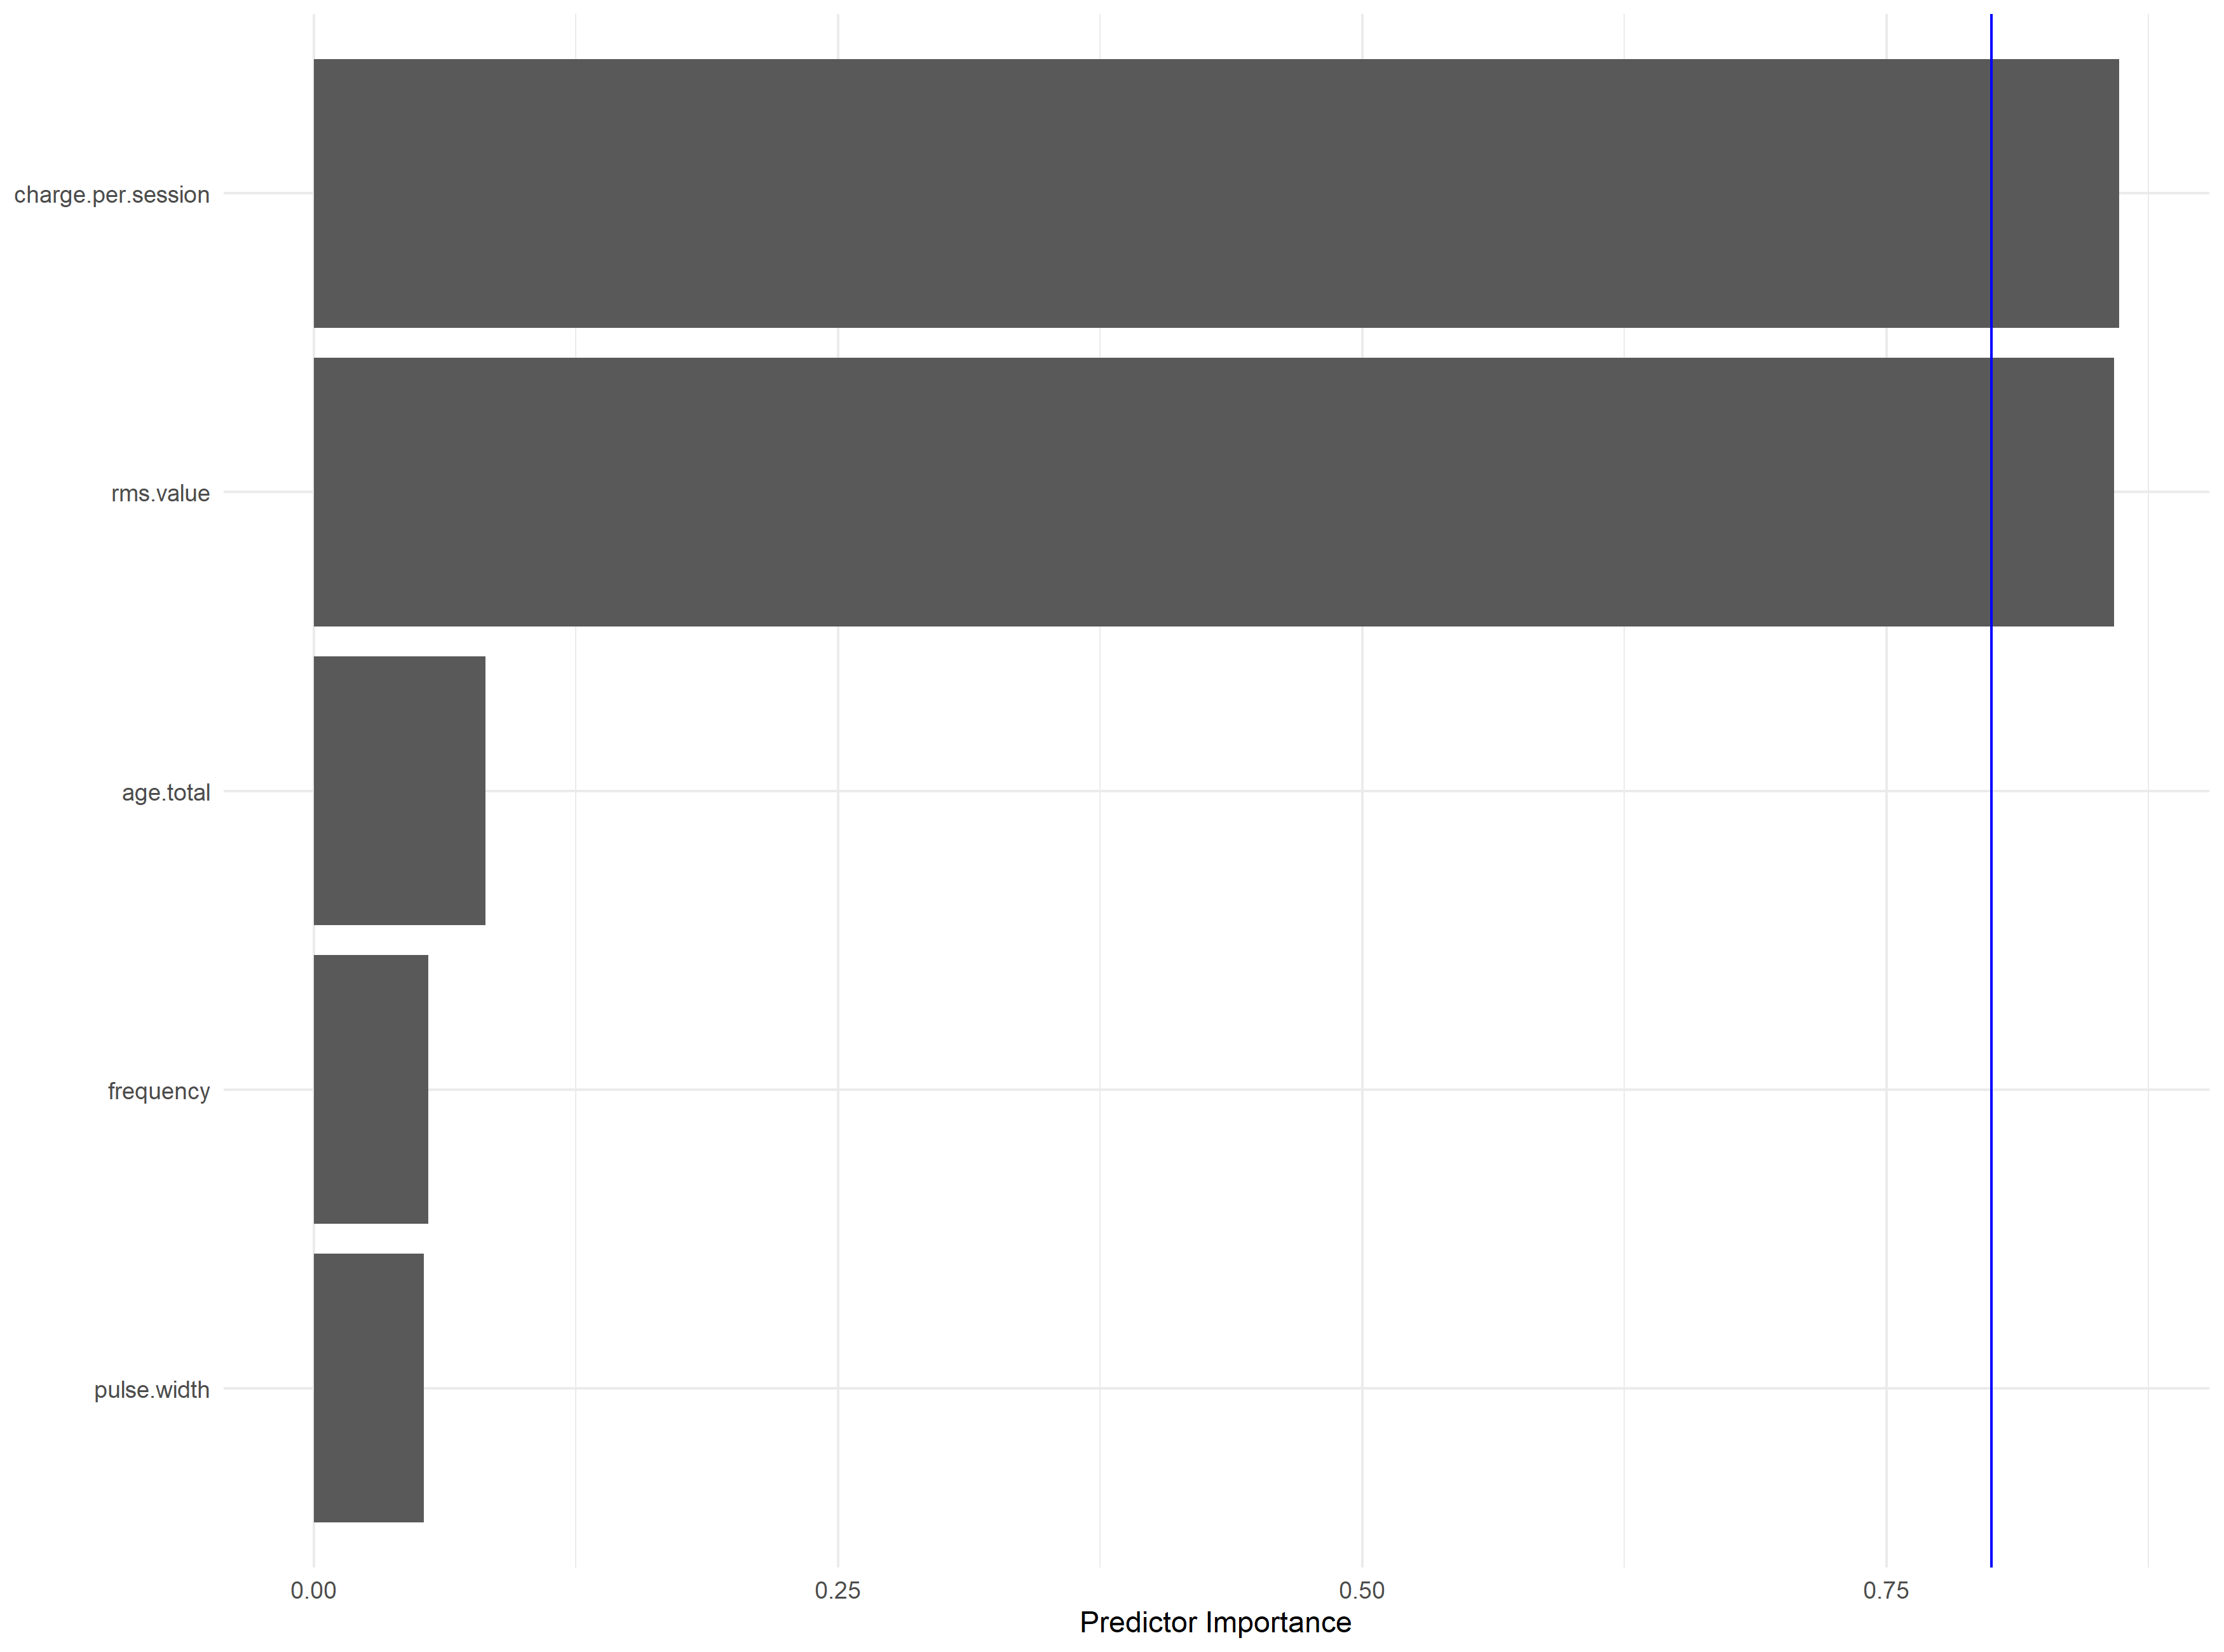 charge.per.session
rms.value
age.total
frequency
pulse.width
0.00 0.25 0.50 0.75
Predictor Importance